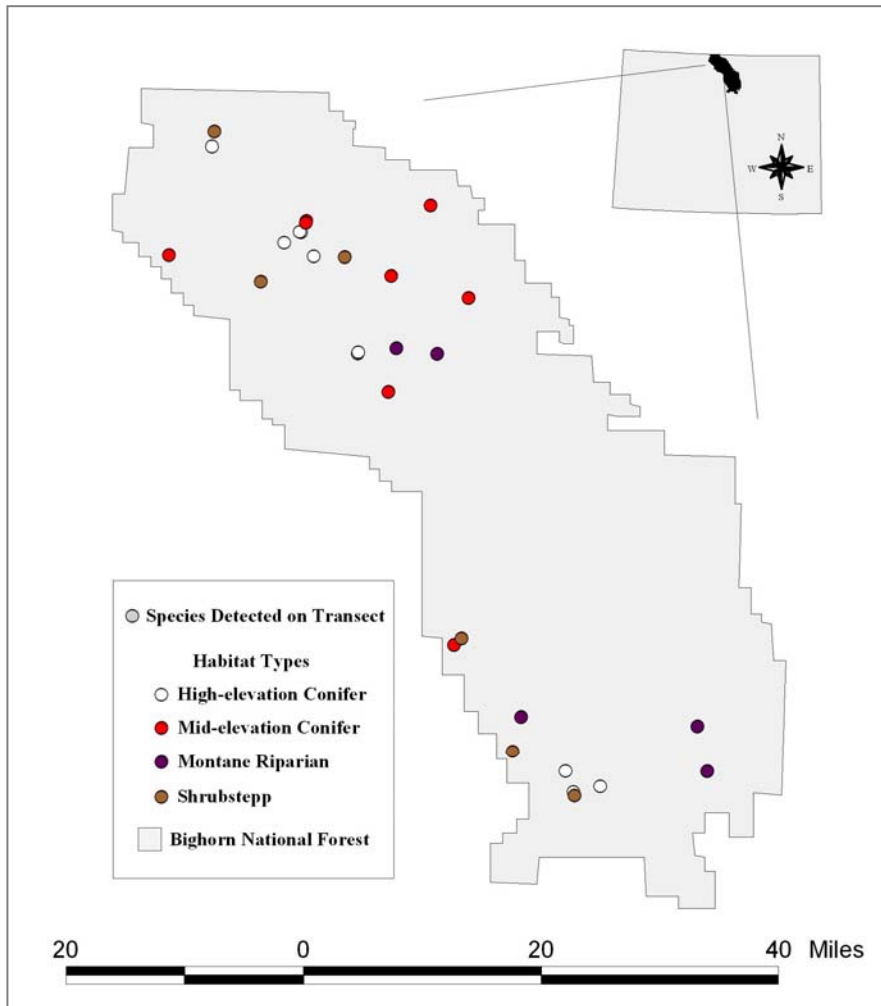 N
W E
S
Species Detected on Transect
Habitat Types
High-elevation Conifer
Mid-elevation Conifer
Montane Riparian
Shrubstepp
Bighorn National Forest
20 0 20 40 Miles